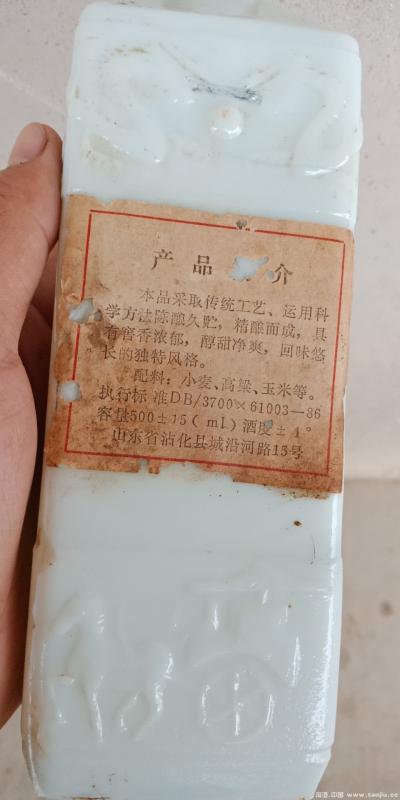 产品 介
本品采取传统工艺、运用科
学方法陈酿久贮，精酿而成，具
有窖香浓郁，醇甜净爽，回味悠
长的独特风格。
配料：小麦、高粱、玉米等。
执行标 准DB/3700×61003—86
容量500±15(ml)酒度±1°
山东省沾化县城沿河路15号
www.taojiu.cc